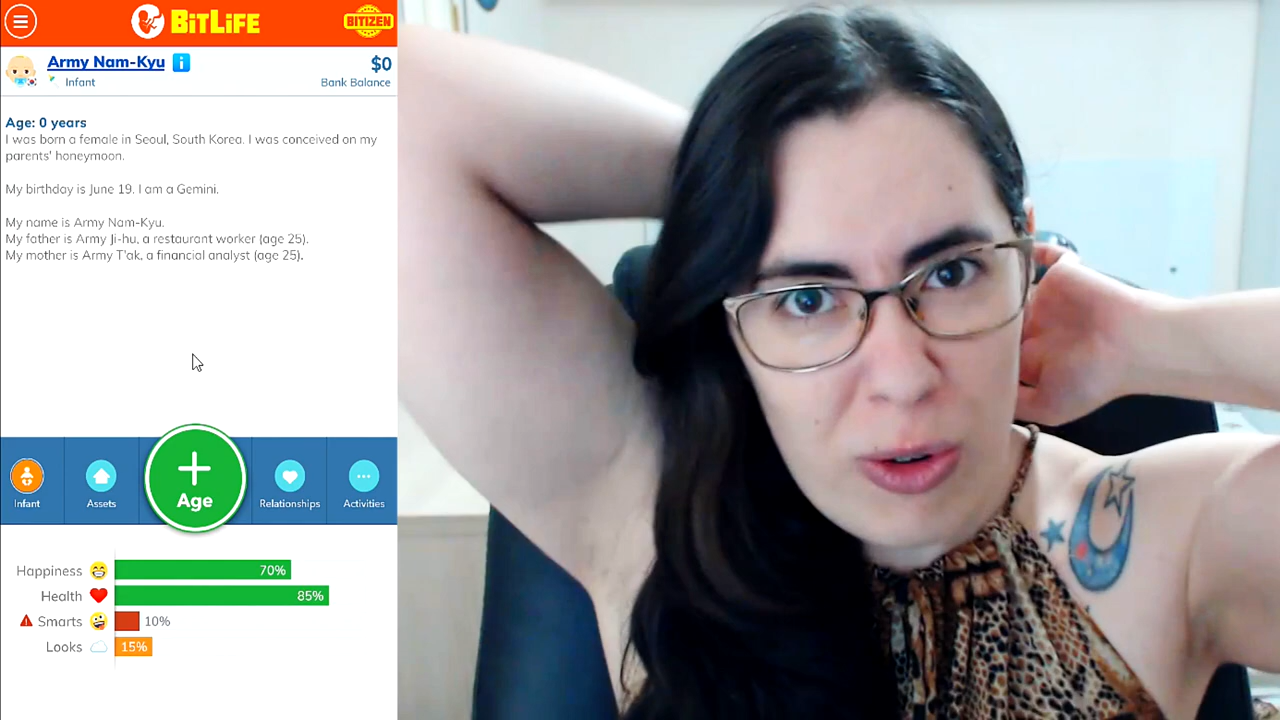 BitLife
BITIZEN
Army Nam-Kyu
$0
Infant
Bank Balance
Age: 0 years
I was born a female in Seoul, South Korea. I was conceived on my
parents' honeymoon.
My birthday is June 19. I am a Gemini.
My name is Army Nam-Kyu.
My father is Army Ji-hu, a restaurant worker (age 25).
My mother is Army T'ak, a financial analyst (age 25).
Infant
Assets
Age
Relationships
Activities
Happiness 70%
Health 85%
Smarts 10%
Looks 15%